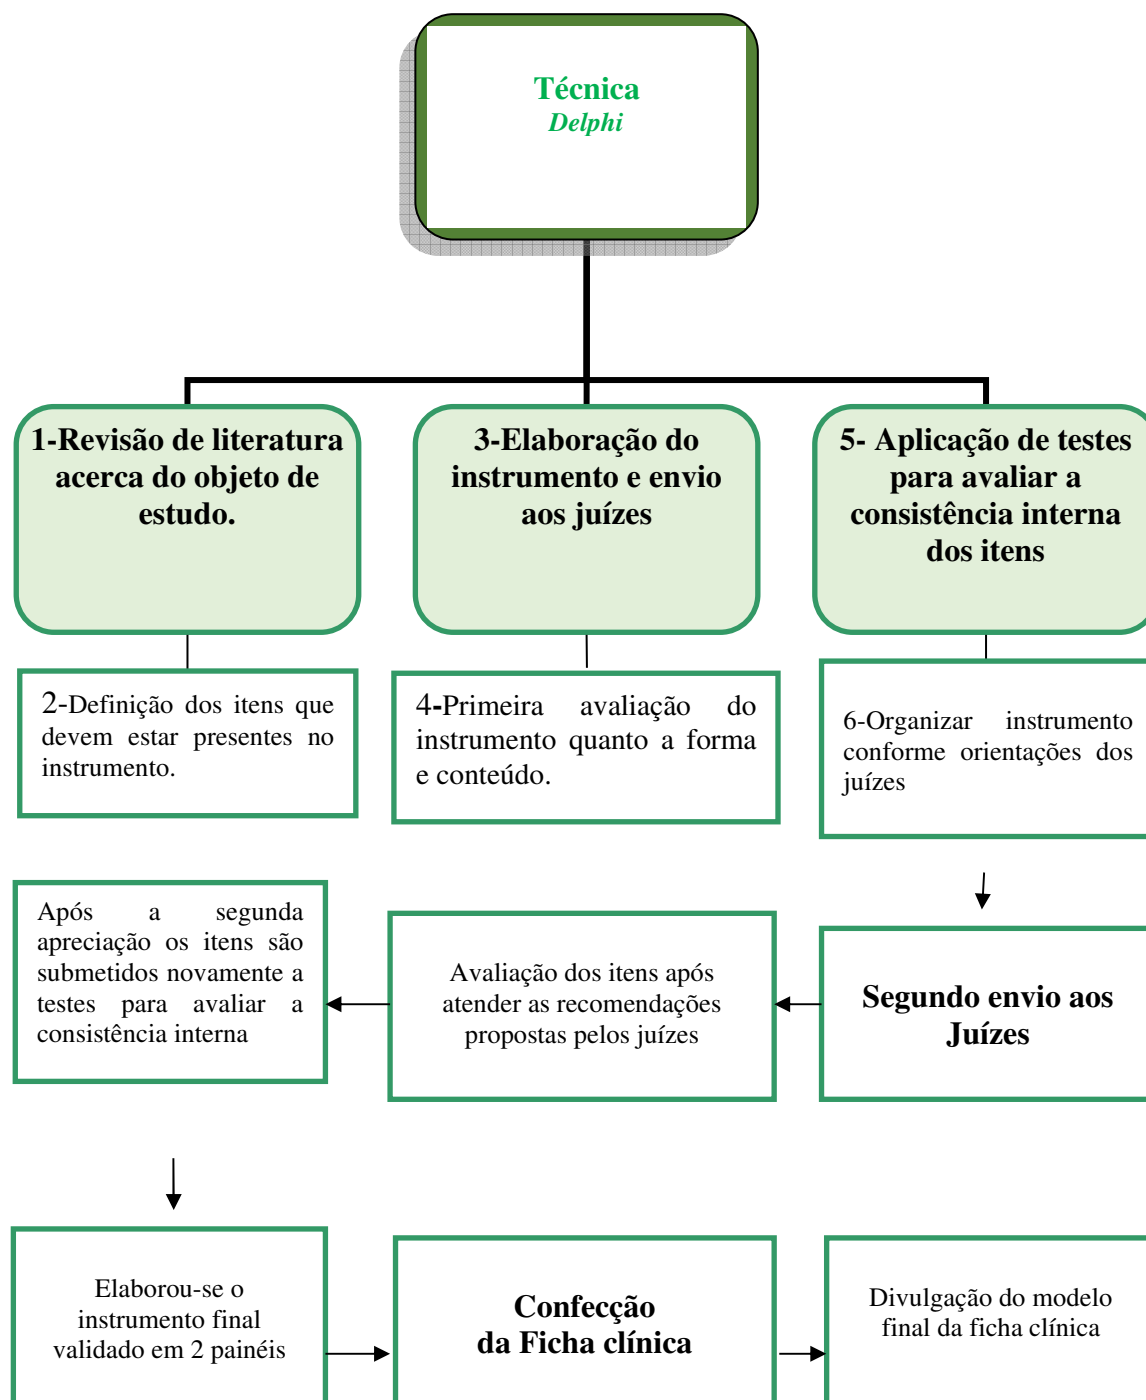 Técnica
Delphi
1-Revisão de literatura
acerca do objeto de
estudo.
3-Elaboração do
instrumento e envio
aos juízes
5- Aplicação de testes
para avaliar a
consistência interna
dos itens
2-Definição dos itens que
devem estar presentes no
instrumento.
4-Primeira avaliação do
instrumento quanto a forma
e conteúdo.
6-Organizar instrumento
conforme orientações dos
juízes
Segundo envio aos
Juízes
Avaliação dos itens após
atender as recomendações
propostas pelos juízes
Após a segunda
apreciação os itens são
submetidos novamente a
testes para avaliar a
consistência interna
Elaborou-se o
instrumento final
validado em 2 painéis
Confecção
da Ficha clínica
Divulgação do modelo
final da ficha clínica